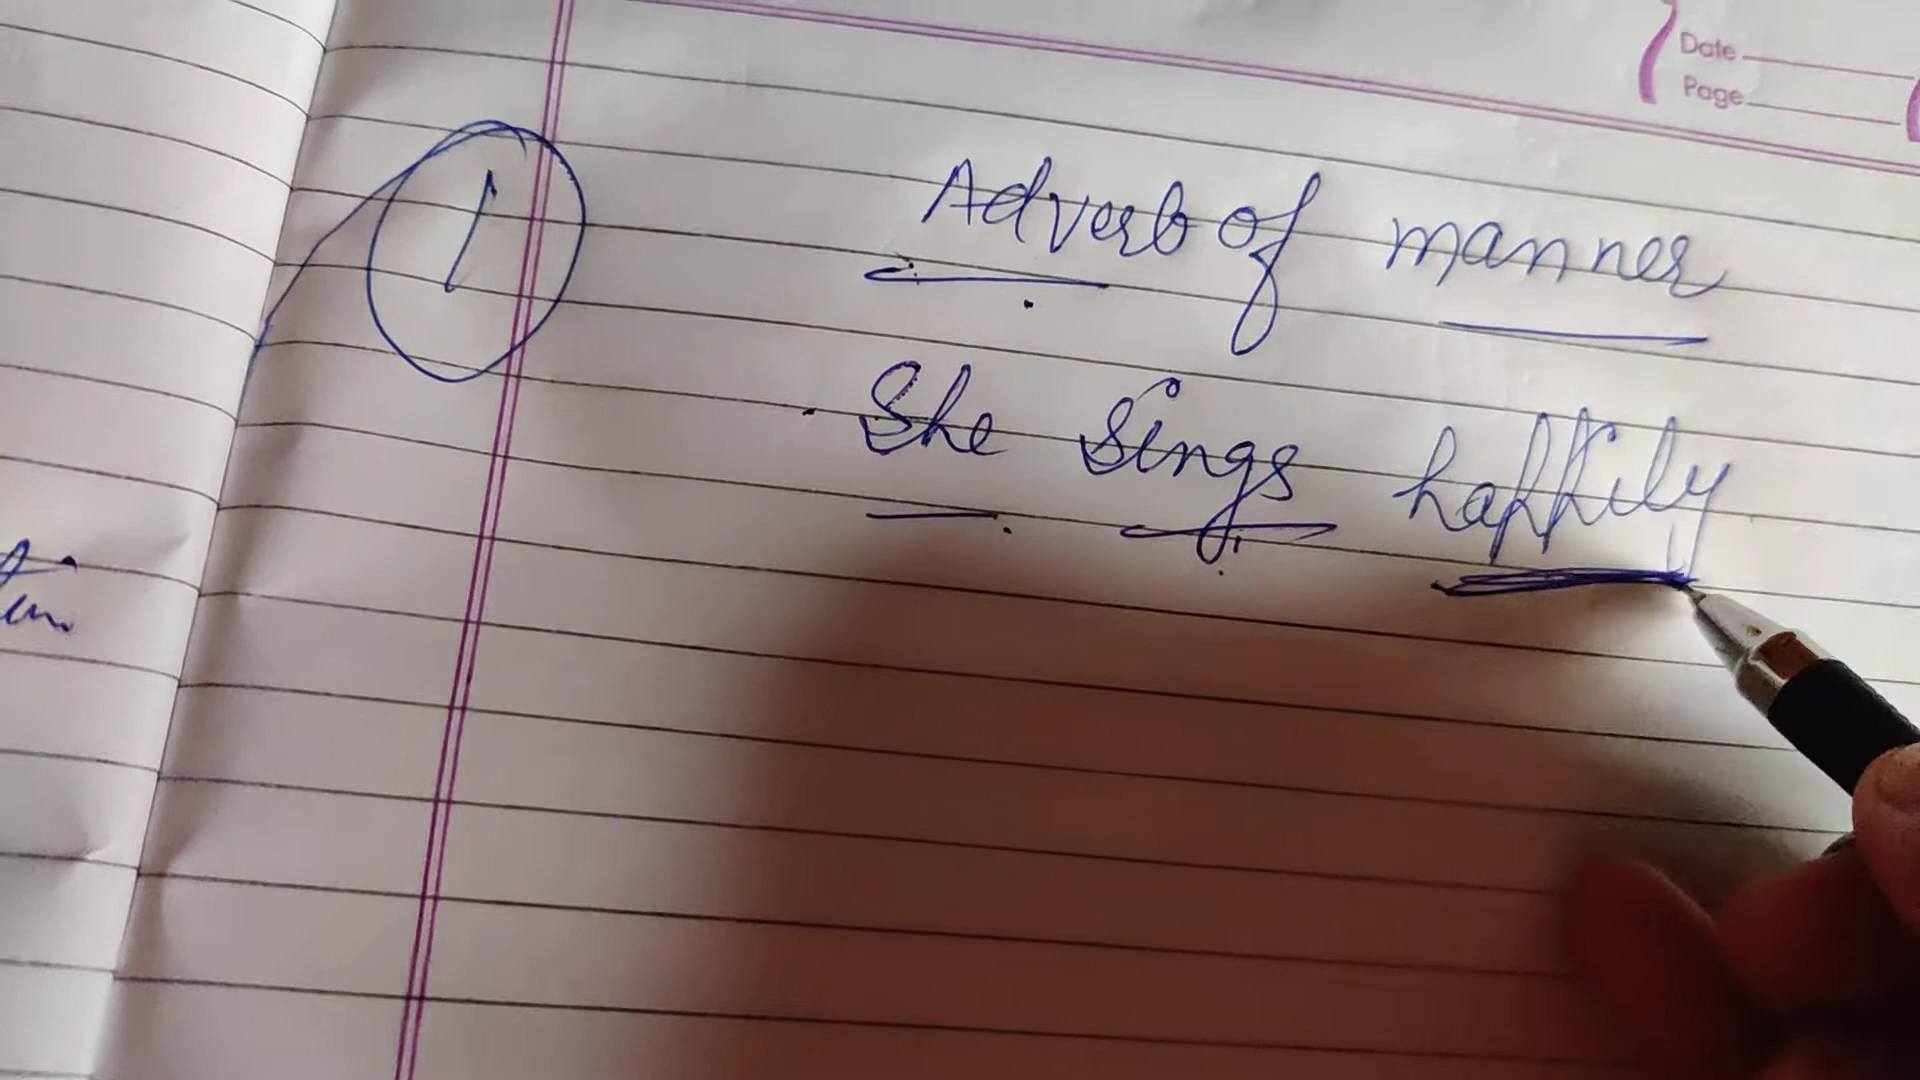 Date
Page
1 Adverb of manner
She Sings happily